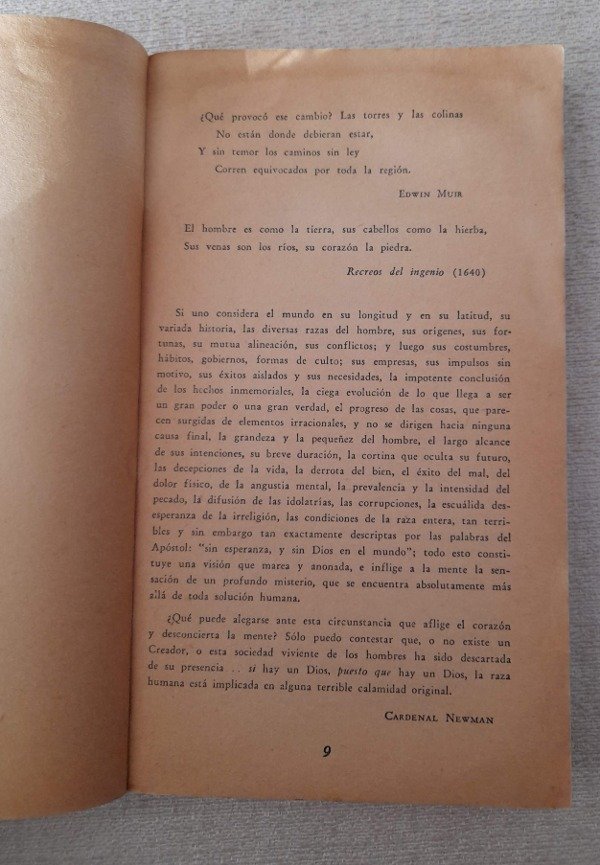 ¿Qué provocó ese cambio? Las torres y las colinas
No están donde debieran estar,
Y sin temor los caminos sin ley
Corren equivocados por toda la región.
EDWIN MUIR
El hombre es como la tierra, sus cabellos como la hierba,
Sus venas son los ríos, su corazón la piedra.
Recreos del ingenio (1640)
Si uno considera el mundo en su longitud y en su latitud, su
variada historia, las diversas razas del hombre, sus orígenes, sus for-
tunas, su mutua alineación, sus conflictos; y luego sus costumbres,
hábitos, gobiernos, formas de culto; sus empresas, sus impulsos sin
motivo, sus éxitos aislados y sus necesidades, la impotente conclusión
de los hechos inmemoriales, la ciega evolución de lo que llega a ser
un gran poder o una gran verdad, el progreso de las cosas, que pare-
cen surgidas de elementos irracionales, y no se dirigen hacia ninguna
causa final, la grandeza y la pequeñez del hombre, el largo alcance
de sus intenciones, su breve duración, la cortina que oculta su futuro,
las decepciones de la vida, la derrota del bien, el éxito del mal, del
dolor físico, de la angustia mental, la prevalencia y la intensidad del
pecado, la difusión de las idolatrías, las corrupciones, la escuálida des-
esperanza de la irreligión, las condiciones de la raza entera, tan terri-
bles y sin embargo tan exactamente descriptas por las palabras del
Apóstol: "sin esperanza, y sin Dios en el mundo"; todo esto consti-
tuye una visión que marea y anonada, e inflige a la mente la sen-
sación de un profundo misterio, que se encuentra absolutamente más
allá de toda solución humana.
¿Qué puede alegarse ante esta circunstancia que aflige el corazón
y desconcierta la mente? Sólo puedo contestar que, o no existe un
Creador, o esta sociedad viviente de los hombres ha sido descartada
de su presencia ... si hay un Dios, puesto que hay un Dios, la raza
humana está implicada en alguna terrible calamidad original.
CARDENAL NEWMAN
9